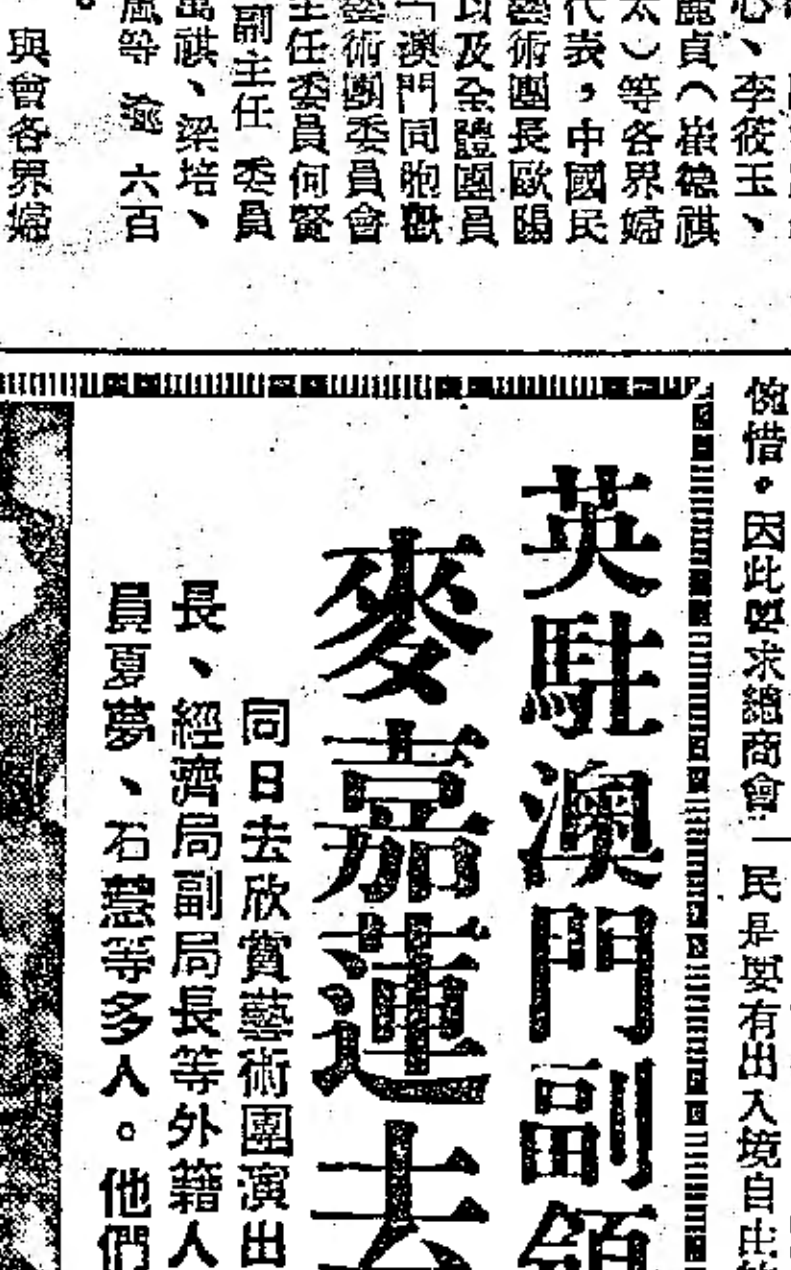 心、李筱玉、
麗貞（崔德祺
太）等各界婦
代表，中國民
藝術團長歐陽
以及全體團員
「澳門同胞歡
藝術團委員會
主任委員何賢
副主任 委員
梁培、
風等 逾 六百
。
與會各界婦
惋惜。因此要求總商會
民是要有出入境自由
英駐澳門副領
麥嘉蓮去
同日去欣賞藝術團演出
長、經濟局副局長等外籍人
員夏夢、石慧等多人。他們